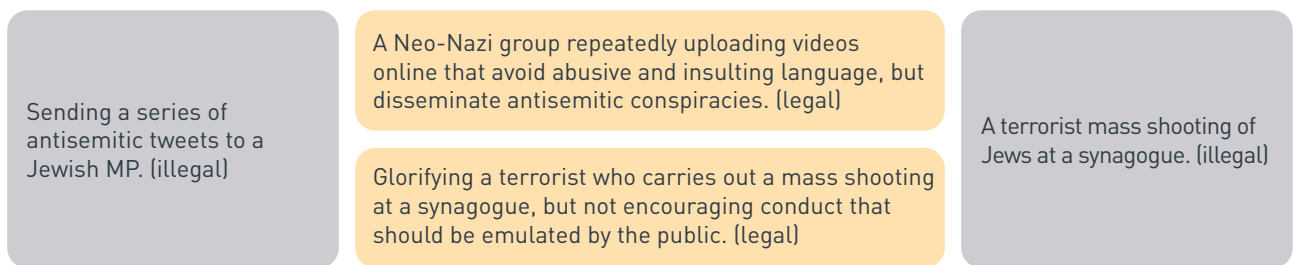 Sending a series of
antisemitic tweets to a
Jewish MP. (illegal)
A Neo-Nazi group repeatedly uploading videos
online that avoid abusive and insulting language, but
disseminate antisemitic conspiracies. (legal)
Glorifying a terrorist who carries out a mass shooting
at a synagogue, but not encouraging conduct that
should be emulated by the public. (legal)
A terrorist mass shooting of
Jews at a synagogue. (illegal)